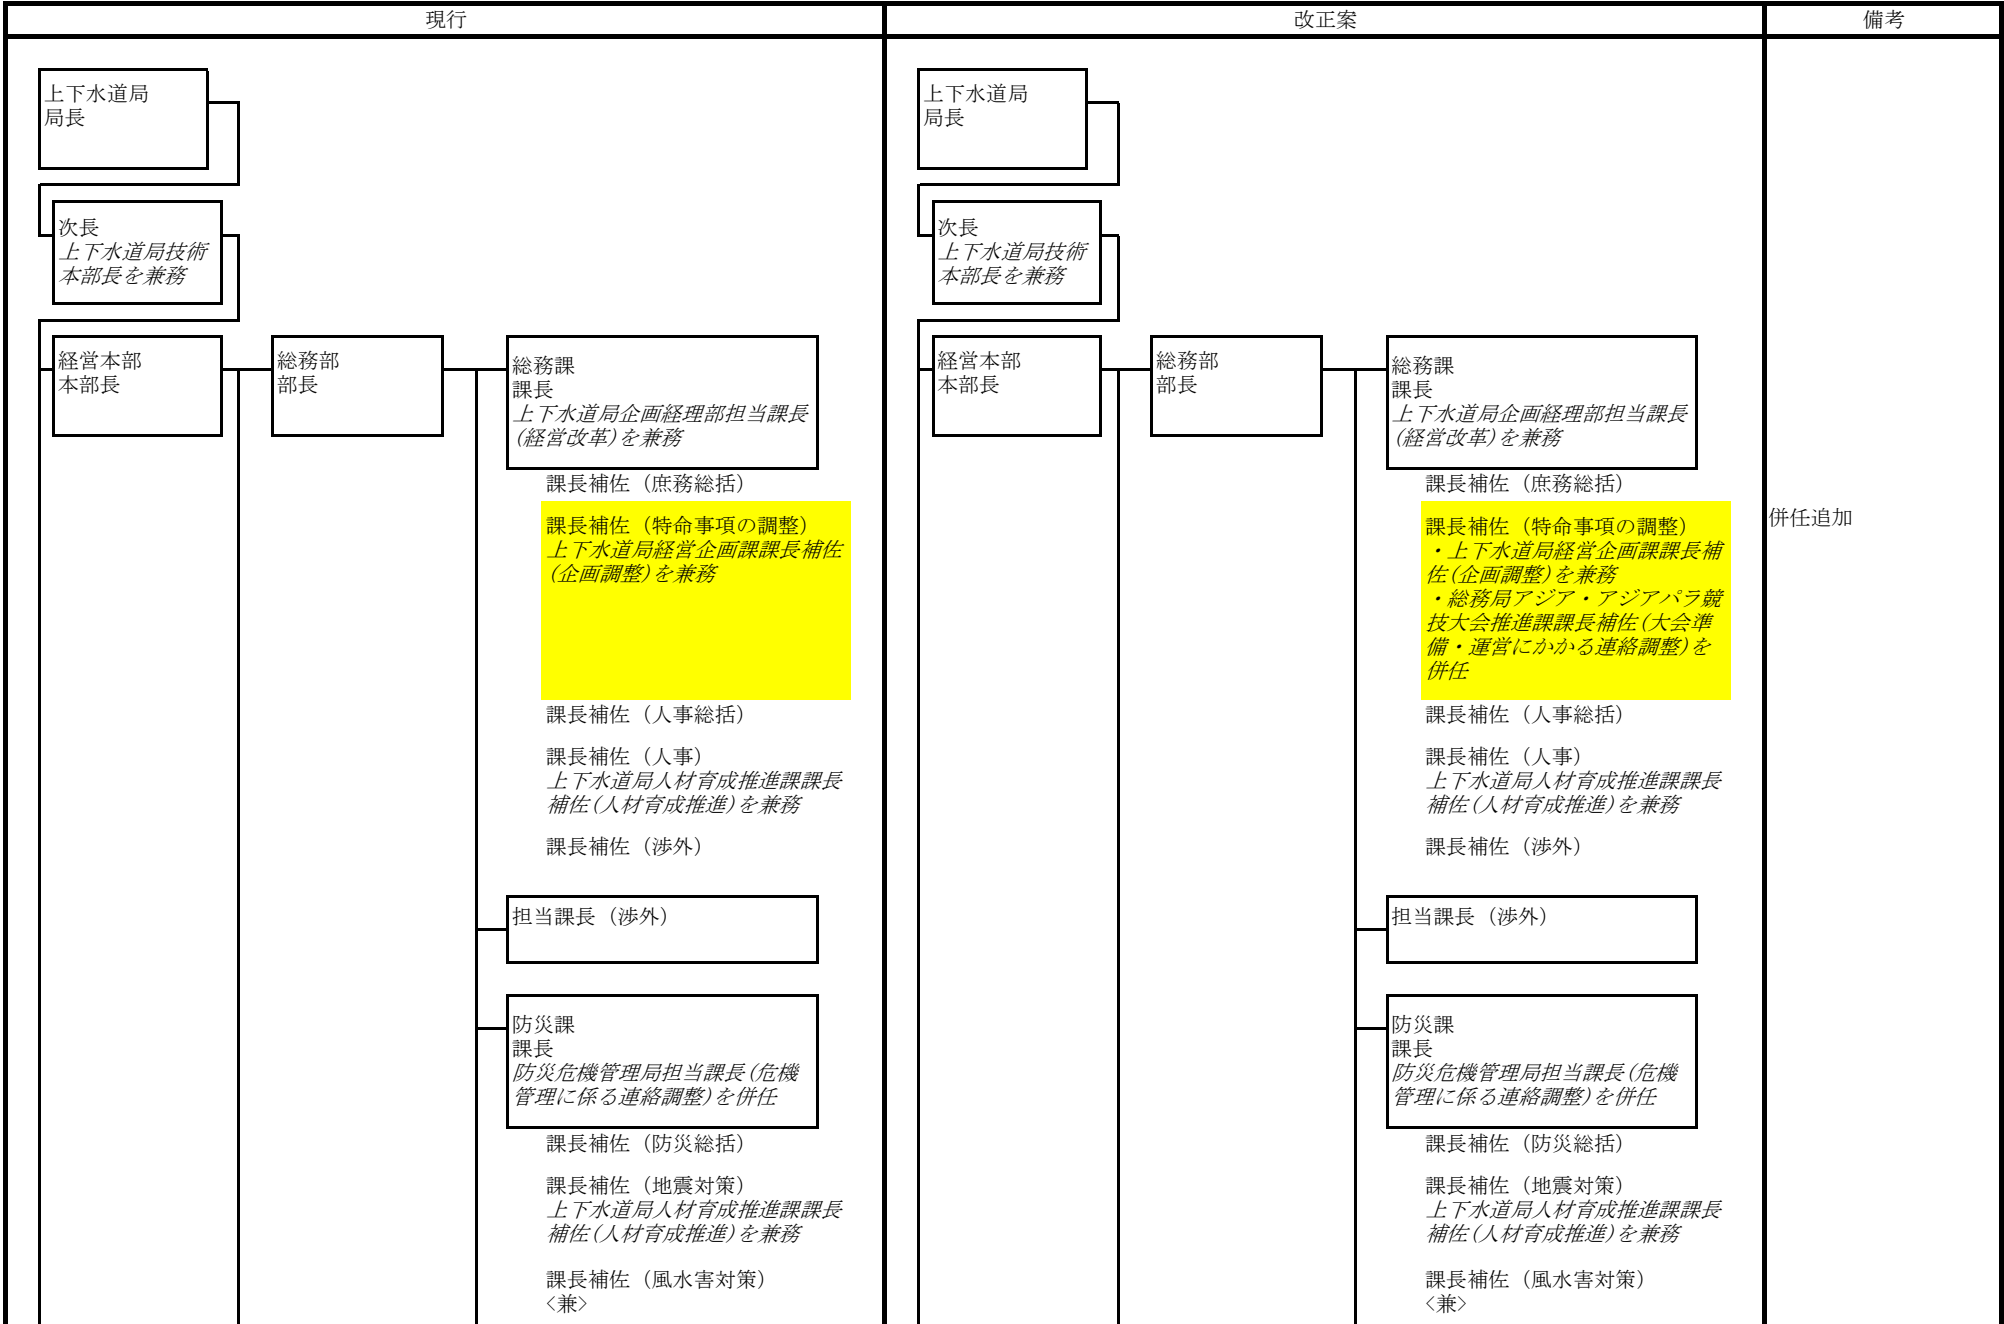 現行
改正案
備考
上下水道局
局長
次長
上下水道局技術
本部長を兼務
経営本部
本部長
総務部
部長
総務課
課長
上下水道局企画経理部担当課長
(経営改革)を兼務
課長補佐（庶務総括）
課長補佐（特命事項の調整）
上下水道局経営企画課課長補佐
(企画調整)を兼務
課長補佐（人事総括）
課長補佐（人事）
上下水道局人材育成推進課課長
補佐(人材育成推進)を兼務
課長補佐（渉外）
担当課長（渉外）
防災課
課長
防災危機管理局担当課長(危機
管理に係る連絡調整)を併任
課長補佐（防災総括）
課長補佐（地震対策）
上下水道局人材育成推進課課長
補佐(人材育成推進)を兼務
課長補佐（風水害対策）
<兼>
上下水道局
局長
次長
上下水道局技術
本部長を兼務
経営本部
本部長
総務部
部長
総務課
課長
上下水道局企画経理部担当課長
(経営改革)を兼務
課長補佐（庶務総括）
課長補佐（特命事項の調整）
・上下水道局経営企画課課長補
佐(企画調整)を兼務
・総務局アジア・アジアパラ競
技大会推進課課長補佐(大会準
備・運営にかかる連絡調整)を
併任
課長補佐（人事総括）
課長補佐（人事）
上下水道局人材育成推進課課長
補佐(人材育成推進)を兼務
課長補佐（渉外）
担当課長（渉外）
防災課
課長
防災危機管理局担当課長(危機
管理に係る連絡調整)を併任
課長補佐（防災総括）
課長補佐（地震対策）
上下水道局人材育成推進課課長
補佐(人材育成推進)を兼務
課長補佐（風水害対策）
<兼>
併任追加